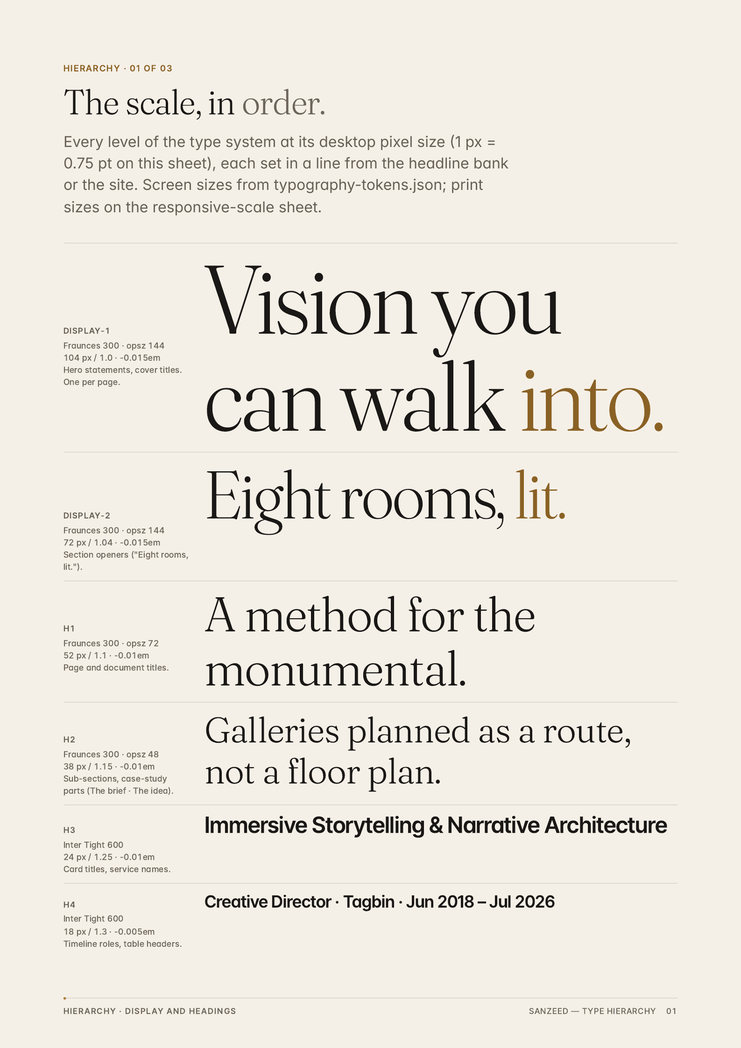 HIERARCHY · 01 OF 03
The scale, in order.
Every level of the type system at its desktop pixel size (1 px =
0.75 pt on this sheet), each set in a line from the headline bank
or the site. Screen sizes from typography-tokens.json; print
sizes on the responsive-scale sheet.
DISPLAY-1
Fraunces 300 · opsz 144
104 px / 1.0 · -0.015em
Hero statements, cover titles.
One per page.
Vision you
can walk into.
DISPLAY-2
Fraunces 300 · opsz 144
72 px / 1.04 · -0.015em
Section openers ("Eight rooms,
lit.").
Eight rooms, lit.
H1
Fraunces 300 · opsz 72
52 px / 1.1 · -0.01em
Page and document titles.
A method for the
monumental.
H2
Fraunces 300 · opsz 48
38 px / 1.15 · -0.01em
Sub-sections, case-study
parts (The brief · The idea).
Galleries planned as a route,
not a floor plan.
H3
Inter Tight 600
24 px / 1.25 · -0.01em
Card titles, service names.
Immersive Storytelling & Narrative Architecture
H4
Inter Tight 600
18 px / 1.3 · -0.005em
Timeline roles, table headers.
Creative Director · Tagbin · Jun 2018 – Jul 2026
HIERARCHY · DISPLAY AND HEADINGS
SANZEED — TYPE HIERARCHY 01